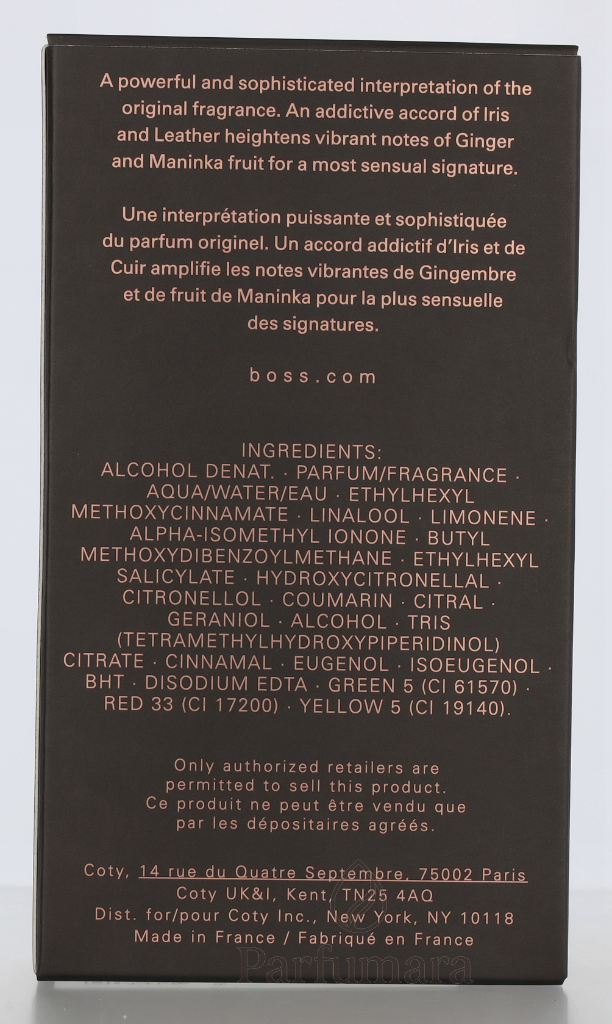 A powerful and sophisticated interpretation of the
original fragrance. An addictive accord of Iris
and Leather heightens vibrant notes of Ginger
and Maninka fruit for a most sensual signature.
Une interprétation puissante et sophistiquée
du parfum originel. Un accord addictif d'Iris et de
Cuir amplifie les notes vibrantes de Gingembre
et de fruit de Maninka pour la plus sensuelle
des signatures.
boss.com
INGREDIENTS:
ALCOHOL DENAT. · PARFUM/FRAGRANCE ·
AQUA/WATER/EAU · ETHYLHEXYL
METHOXYCINNAMATE · LINALOOL · LIMONENE ·
ALPHA-ISOMETHYL IONONE · BUTYL
METHOXYDIBENZOYLMETHANE · ETHYLHEXYL
SALICYLATE · HYDROXYCITRONELLAL ·
CITRONELLOL · COUMARIN · CITRAL ·
GERANIOL · ALCOHOL · TRIS
(TETRAMETHYLHYDROXYPIPERIDINOL)
CITRATE · CINNAMAL · EUGENOL · ISOEUGENOL ·
BHT · DISODIUM EDTA · GREEN 5 (CI 61570) ·
RED 33 (CI 17200) · YELLOW 5 (CI 19140).
Only authorized retailers are
permitted to sell this product.
Ce produit ne peut être vendu que
par les dépositaires agréés.
Coty, 14 rue du Quatre Septembre, 75002 Paris
Coty UK&I, Kent, TN25 4AQ
Dist. for/pour Coty Inc., New York, NY 10118
Made in France / Fabriqué en France
Parfumara